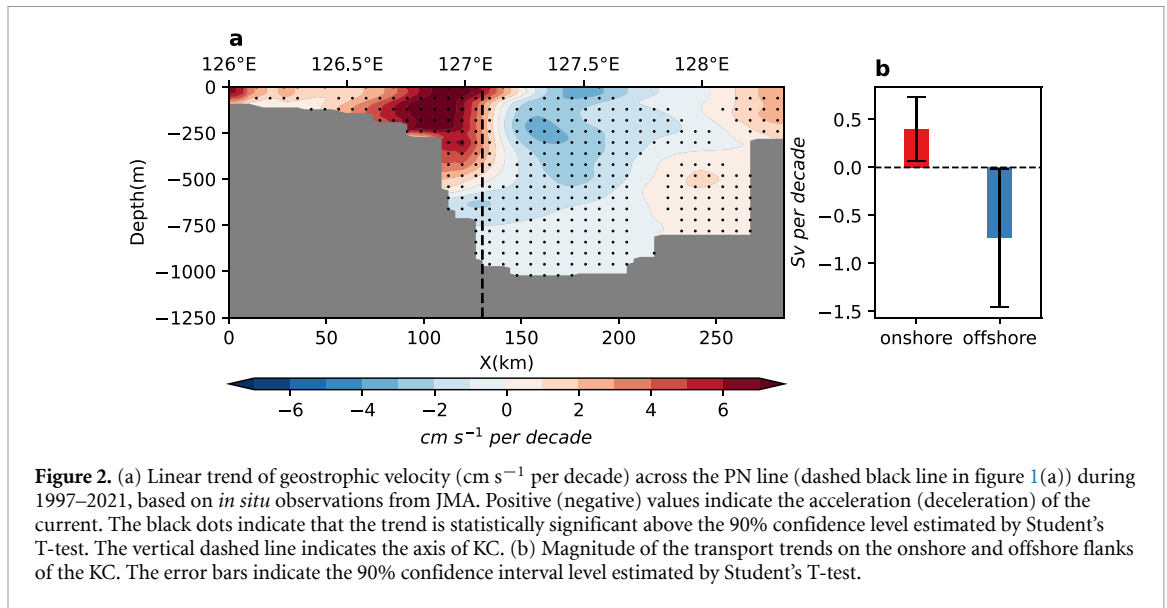 a
126°E 126.5°E 127°E 127.5°E 128°E
0
−250
−500
−750
−1000
−1250
Depth(m)
0 50 100 150 200 250
X(km)
−6 −4 −2 0 2 4 6
cm s−1 per decade
b
0.5
0.0
−0.5
−1.0
−1.5
Sv per decade
onshore offshore
Figure 2. (a) Linear trend of geostrophic velocity (cm s−1 per decade) across the PN line (dashed black line in figure 1(a)) during
1997–2021, based on in situ observations from JMA. Positive (negative) values indicate the acceleration (deceleration) of the
current. The black dots indicate that the trend is statistically significant above the 90% confidence level estimated by Student’s
T-test. The vertical dashed line indicates the axis of KC. (b) Magnitude of the transport trends on the onshore and offshore flanks
of the KC. The error bars indicate the 90% confidence interval level estimated by Student’s T-test.